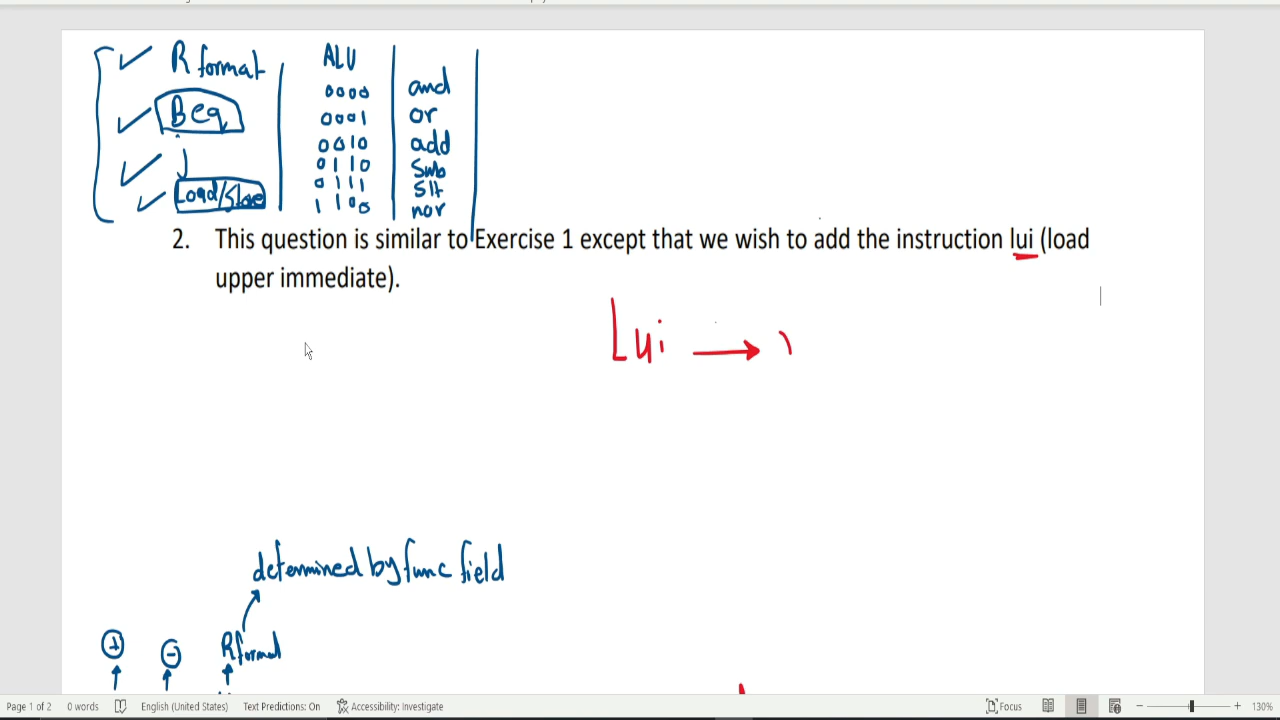 R format ALU
0000 and
Beq 0001 or
0010 add
j 0110 sub
Load/Store 0111 slt
1100 nor
2. This question is similar to Exercise 1 except that we wish to add the instruction lui (load
upper immediate).
Lui →
determined by func field
+ - R format
Page 1 of 2 0 words English (United States) Text Predictions: On Accessibility: Investigate Focus 130%